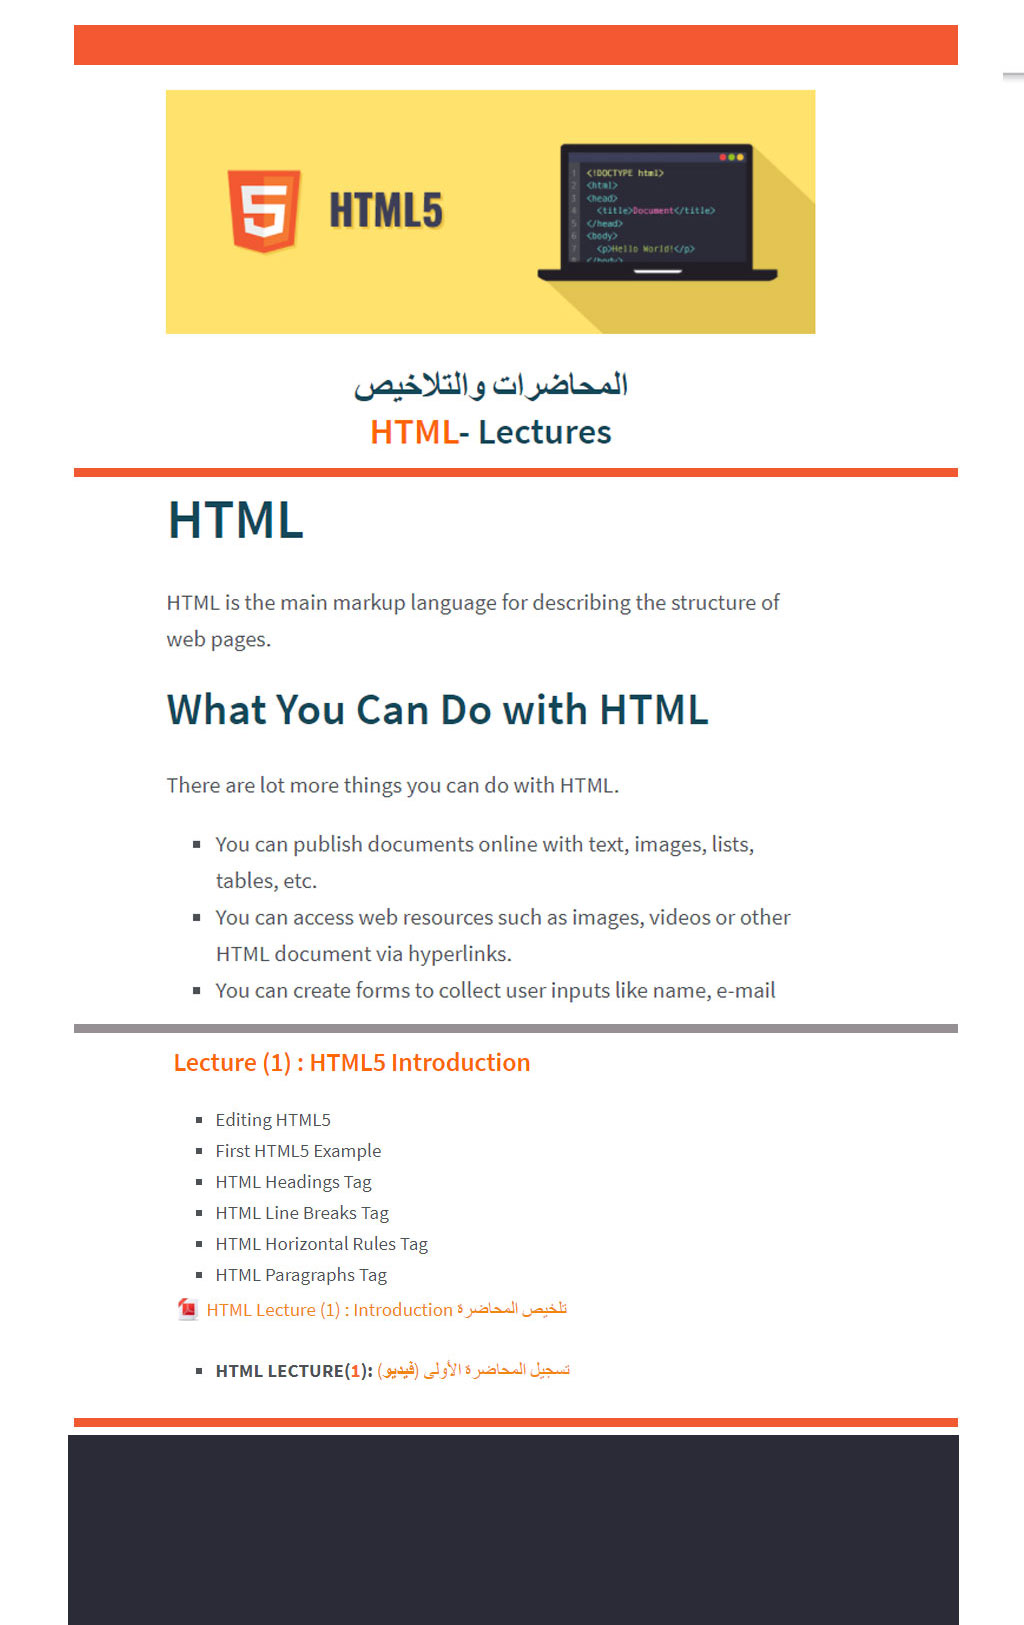 HTML5
1 <!DOCTYPE html>
2 <html>
3 <head>
4 <title>Document</title>
5 </head>
6 <body>
7 <p>Hello World!</p>
8 </body>
المحاضرات والتلاخيص
HTML- Lectures
HTML
HTML is the main markup language for describing the structure of
web pages.
What You Can Do with HTML
There are lot more things you can do with HTML.
▪ You can publish documents online with text, images, lists,
tables, etc.
▪ You can access web resources such as images, videos or other
HTML document via hyperlinks.
▪ You can create forms to collect user inputs like name, e-mail
Lecture (1) : HTML5 Introduction
▪ Editing HTML5
▪ First HTML5 Example
▪ HTML Headings Tag
▪ HTML Line Breaks Tag
▪ HTML Horizontal Rules Tag
▪ HTML Paragraphs Tag
HTML Lecture (1) : Introduction تلخيص المحاضرة
▪ HTML LECTURE(1): تسجيل المحاضرة الأولى (فيديو)